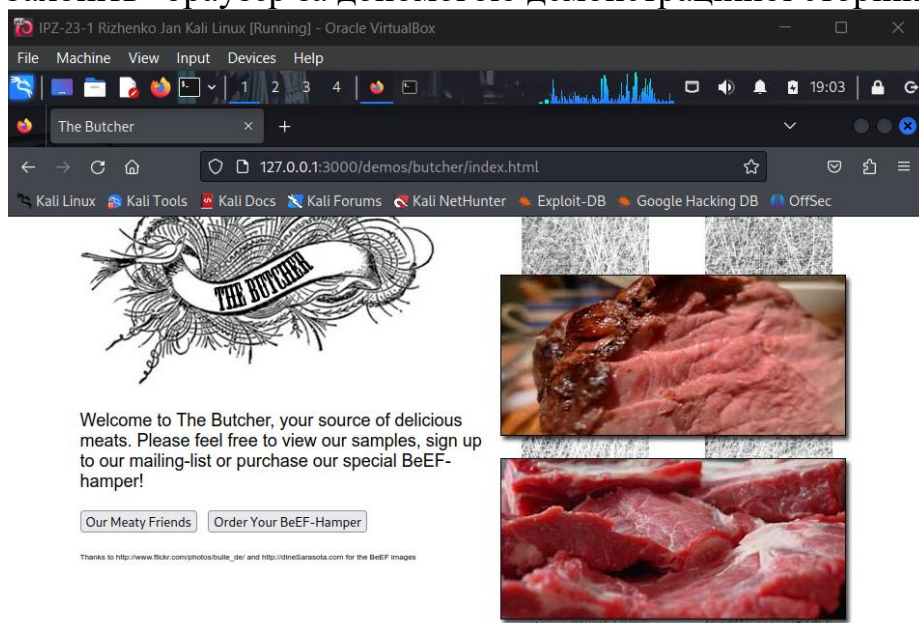 браузер за допомогою демонстраційної сторінки
IPZ-23-1 Rizhenko Jan Kali Linux [Running] - Oracle VirtualBox
File Machine View Input Devices Help
1 2 3 4 19:03
The Butcher
127.0.0.1:3000/demos/butcher/index.html
Kali Linux Kali Tools Kali Docs Kali Forums Kali NetHunter Exploit-DB Google Hacking DB OffSec
THE BUTCHER
Welcome to The Butcher, your source of delicious
meats. Please feel free to view our samples, sign up
to our mailing-list or purchase our special BeEF-
hamper!
Our Meaty Friends Order Your BeEF-Hamper
Thanks to http://www.flickr.com/photos/bulle_de/ and http://dineSarasota.com for the BeEF images